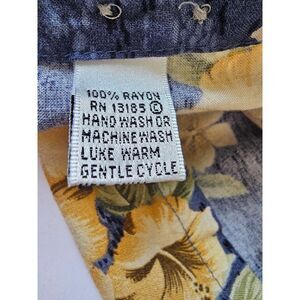 100% RAYON
RN 13185 Ⓒ
HAND WASH OR
MACHINE WASH
LUKE WARM
GENTLE CYCLE